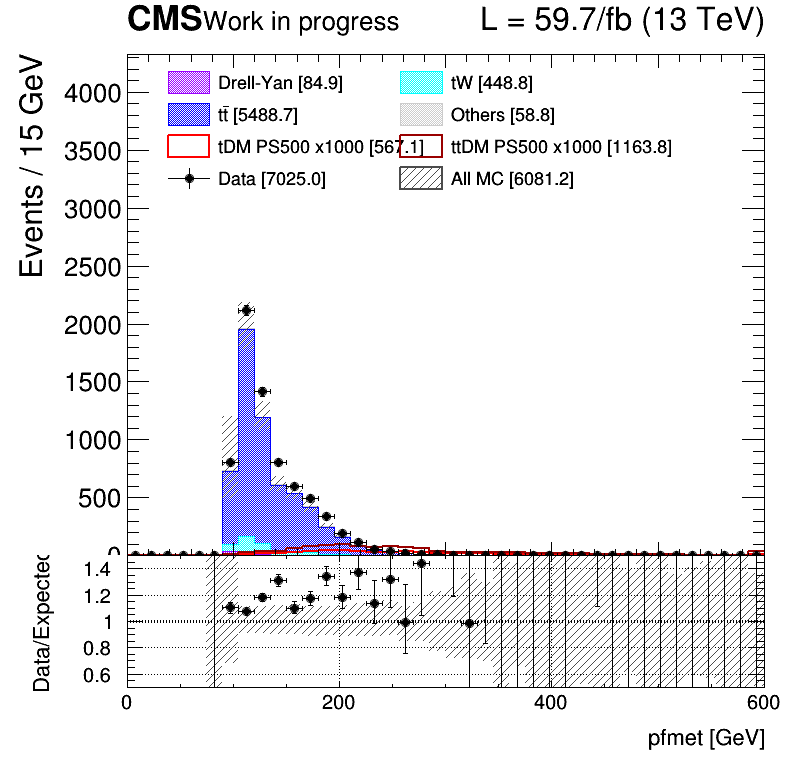 CMS Work in progress L = 59.7/fb (13 TeV)
Events / 15 GeV
4000
3500
3000
2500
2000
1500
1000
500
0
Drell-Yan [84.9] tW [448.8]
tt̄ [5488.7] Others [58.8]
tDM PS500 x1000 [567.1] ttDM PS500 x1000 [1163.8]
Data [7025.0] All MC [6081.2]
Data/Expected
1.4
1.2
1
0.8
0.6
0 200 400 600
pfmet [GeV]